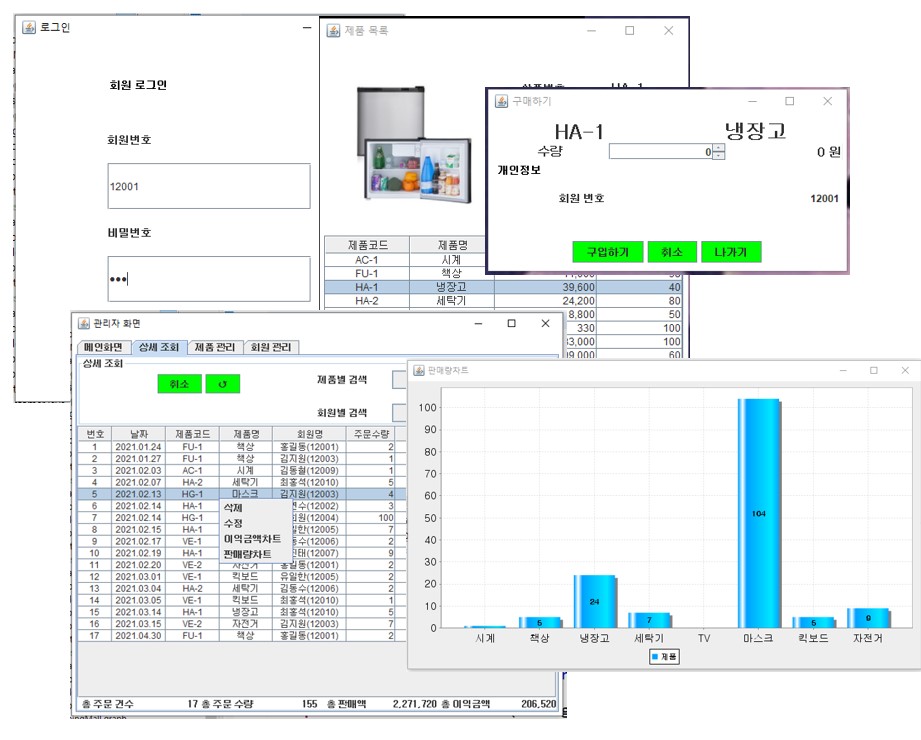 로그인
회원 로그인
회원번호
12001
비밀번호
제품 목록
제품코드 제품명
AC-1 시계
FU-1 책상
HA-1 냉장고 39,600 40
HA-2 세탁기 24,200 80
8,800 50
330 100
100
60
구매하기
HA-1 냉장고
수량 0 0 원
개인정보
회원 번호 12001
구입하기 취소 나가기
관리자 화면
메인화면 상세 조회 제품 관리 회원 관리
상세 조회
취소 ↺ 제품별 검색
회원별 검색
번호 날짜 제품코드 제품명 회원명 주문수량
1 2021.01.24 FU-1 책상 홍길동(12001) 2
2 2021.01.27 FU-1 책상 김지원(12003) 1
3 2021.02.03 AC-1 시계 김동철(12009) 1
4 2021.02.07 HA-2 세탁기 최홍석(12010) 5
5 2021.02.13 HG-1 마스크 김지원(12003) 4
6 2021.02.14 HA-1 (12002) 3
7 2021.02.14 HG-1 (12004) 100
8 2021.02.15 HA-1 (12005) 7
9 2021.02.17 VE-1 (12006) 2
10 2021.02.19 HA-1 (12007) 9
11 2021.02.20 VE-2 자전거 홍길동(12001) 2
12 2021.03.01 VE-1 킥보드 유일한(12005) 2
13 2021.03.04 HA-2 세탁기 김동수(12006) 2
14 2021.03.05 VE-1 킥보드 최홍석(12010) 1
15 2021.03.14 HA-1 냉장고 최홍석(12010) 5
16 2021.03.15 VE-2 자전거 김지원(12003) 7
17 2021.04.30 FU-1 책상 홍길동(12001) 2
삭제
수정
이익금액차트
판매량차트
총 주문 건수 17 총 주문 수량 155 총 판매액 2,271,720 총 이익금액 206,520
판매량차트
100
90
80
70
60
50
40
30
20
10
0
5
24
7
104
5
9
시계 책상 냉장고 세탁기 TV 마스크 킥보드 자전거
제품